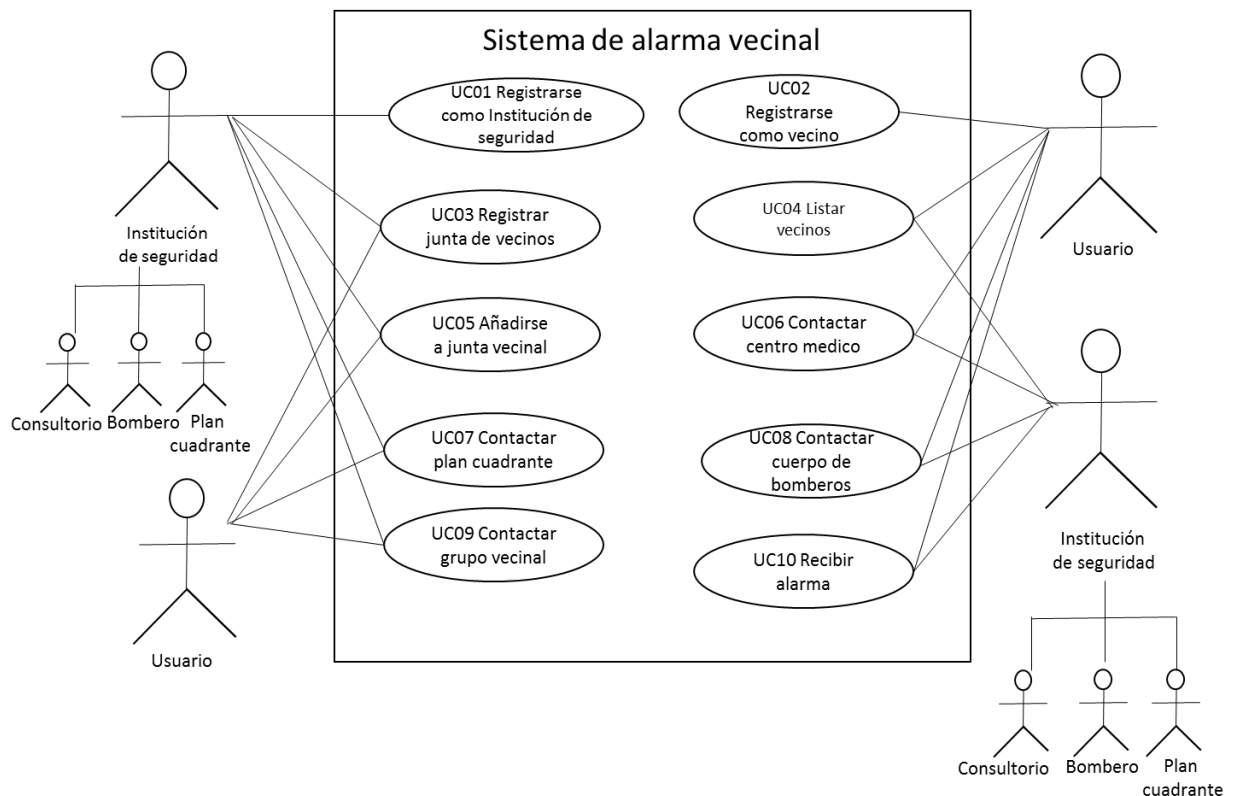 Sistema de alarma vecinal
UC01 Registrarse
como Institución de
seguridad
UC02
Registrarse
como vecino
Institución
de seguridad
UC03 Registrar
junta de vecinos
UC04 Listar
vecinos
Usuario
UC05 Añadirse
a junta vecinal
UC06 Contactar
centro medico
Consultorio
Bombero
Plan
cuadrante
UC07 Contactar
plan cuadrante
UC08 Contactar
cuerpo de
bomberos
UC09 Contactar
grupo vecinal
UC10 Recibir
alarma
Institución
de seguridad
Usuario
Consultorio
Bombero
Plan
cuadrante